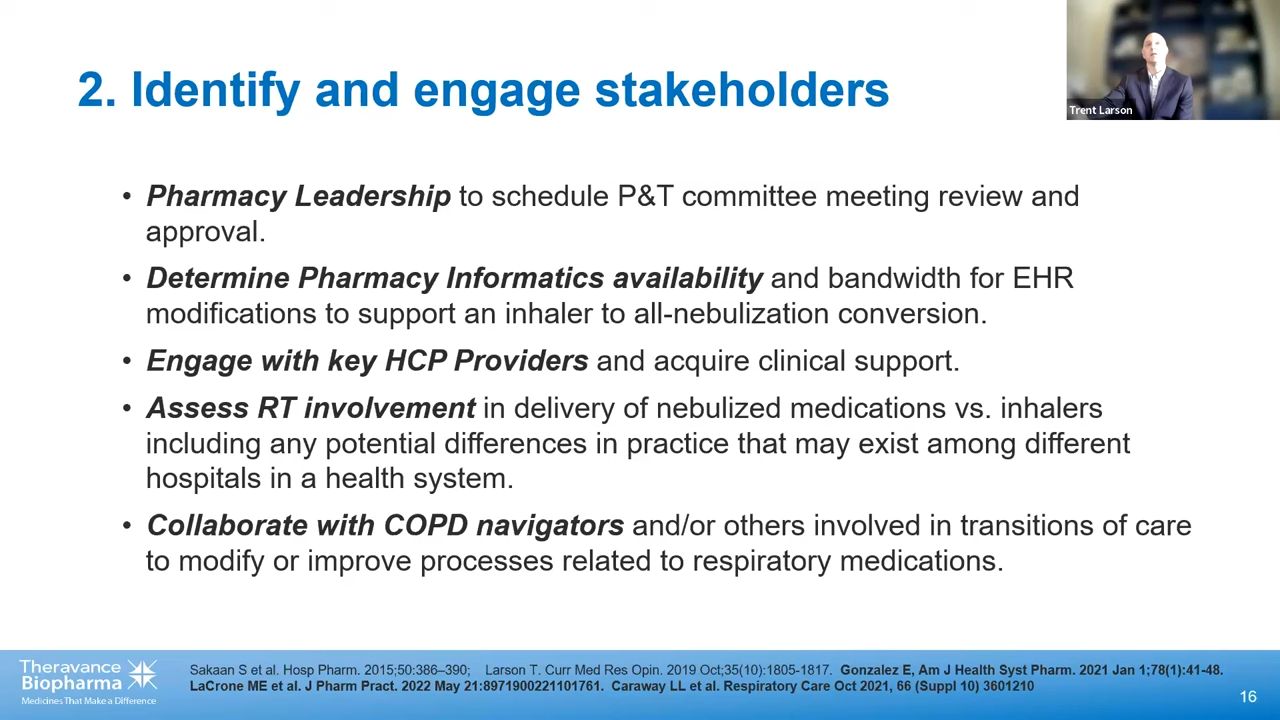 2. Identify and engage stakeholders
Trent Larson
• Pharmacy Leadership to schedule P&T committee meeting review and
approval.
• Determine Pharmacy Informatics availability and bandwidth for EHR
modifications to support an inhaler to all-nebulization conversion.
• Engage with key HCP Providers and acquire clinical support.
• Assess RT involvement in delivery of nebulized medications vs. inhalers
including any potential differences in practice that may exist among different
hospitals in a health system.
• Collaborate with COPD navigators and/or others involved in transitions of care
to modify or improve processes related to respiratory medications.
Theravance
Biopharma
Medicines That Make a Difference
Sakaan S et al. Hosp Pharm. 2015;50:386–390; Larson T. Curr Med Res Opin. 2019 Oct;35(10):1805-1817. Gonzalez E, Am J Health Syst Pharm. 2021 Jan 1;78(1):41-48.
LaCrone ME et al. J Pharm Pract. 2022 May 21:8971900221101761. Caraway LL et al. Respiratory Care Oct 2021, 66 (Suppl 10) 3601210
16